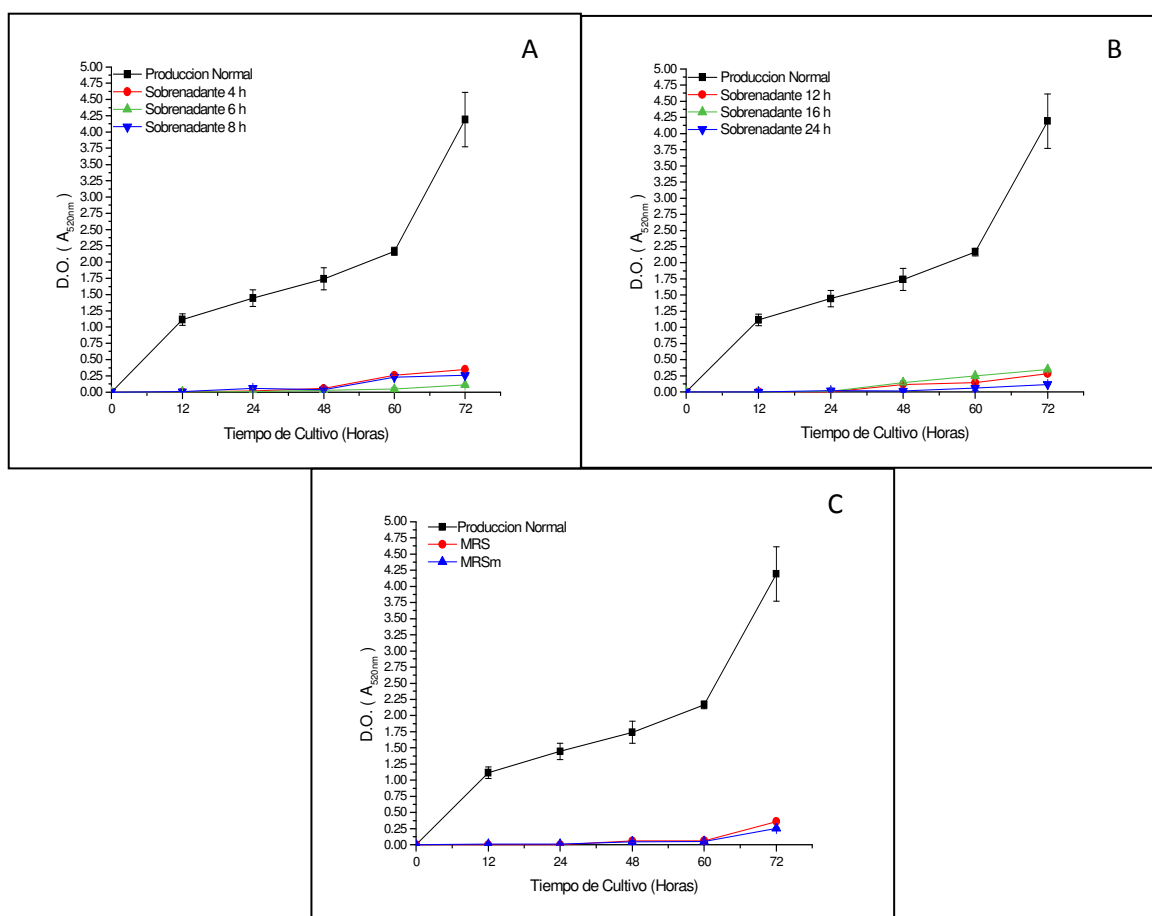 A
Produccion Normal
Sobrenadante 4 h
Sobrenadante 6 h
Sobrenadante 8 h
5.00
4.75
4.50
4.25
4.00
3.75
3.50
3.25
3.00
2.75
2.50
2.25
2.00
1.75
1.50
1.25
1.00
0.75
0.50
0.25
0.00
D.O. ( A520nm)
0 12 24 48 60 72
Tiempo de Cultivo (Horas)
B
Produccion Normal
Sobrenadante 12 h
Sobrenadante 16 h
Sobrenadante 24 h
5.00
4.75
4.50
4.25
4.00
3.75
3.50
3.25
3.00
2.75
2.50
2.25
2.00
1.75
1.50
1.25
1.00
0.75
0.50
0.25
0.00
D.O. ( A520nm)
0 12 24 48 60 72
Tiempo de Cultivo (Horas)
C
Produccion Normal
MRS
MRSm
5.00
4.75
4.50
4.25
4.00
3.75
3.50
3.25
3.00
2.75
2.50
2.25
2.00
1.75
1.50
1.25
1.00
0.75
0.50
0.25
0.00
D.O. ( A520nm)
0 12 24 48 60 72
Tiempo de Cultivo (Horas)